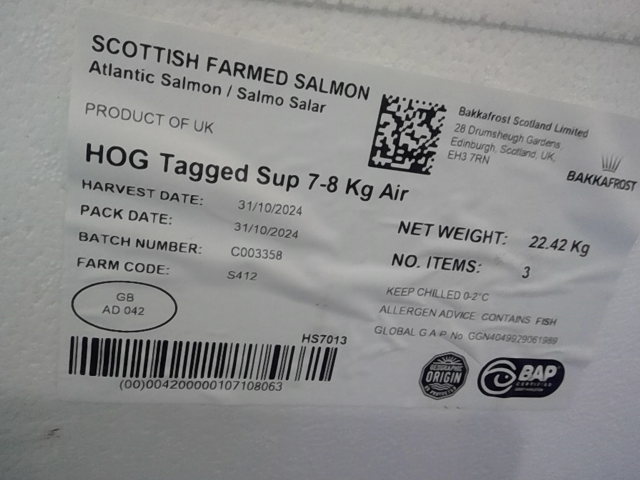 SCOTTISH FARMED SALMON
Atlantic Salmon / Salmo Salar
PRODUCT OF UK
Bakkafrost Scotland Limited
28 Drumsheugh Gardens,
Edinburgh, Scotland, UK,
EH3 7RN
BAKKAFROST
HOG Tagged Sup 7-8 Kg Air
HARVEST DATE: 31/10/2024
PACK DATE: 31/10/2024
BATCH NUMBER: C003358
FARM CODE: S412
NET WEIGHT: 22.42 Kg
NO. ITEMS: 3
KEEP CHILLED 0-2°C
ALLERGEN ADVICE: CONTAINS FISH
GLOBAL G.A.P. No GGN4049929061989
GB
AD 042
HS7013
(00)004200000107108063
GEOGRAPHIC
ORIGIN
BAP
CERTIFIED